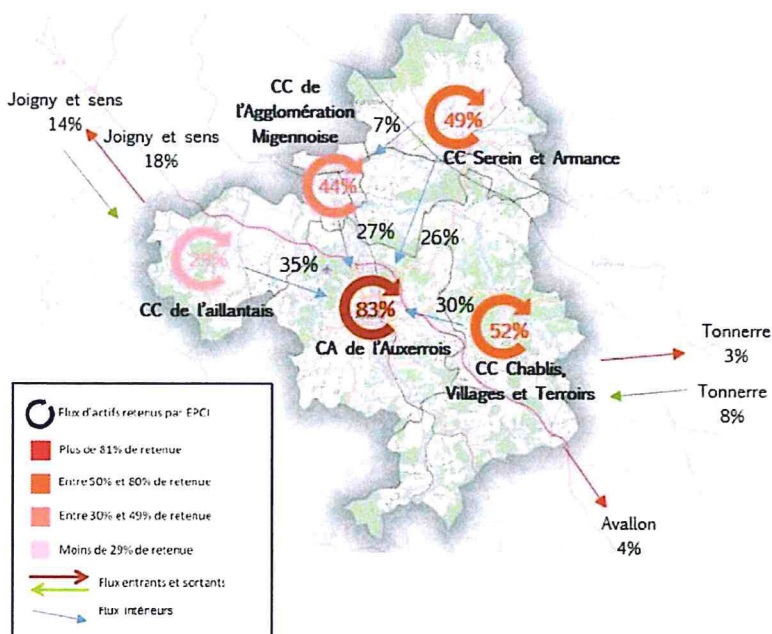 CC de
l'Agglomération
Migennoise
Joigny et sens
14%
Joigny et sens
18%
7%
49%
CC Serein et Armance
44%
27%
26%
29%
35%
CC de l'aillantais
83%
CA de l'Auxerrois
30%
52%
CC Chablis,
Villages et Terroirs
Tonnerre
3%
Tonnerre
8%
Avallon
4%
Flux d'actifs retenus par EPCI
Plus de 81% de retenue
Entre 50% et 80% de retenue
Entre 30% et 49% de retenue
Moins de 29% de retenue
Flux entrants et sortants
Flux intérieurs